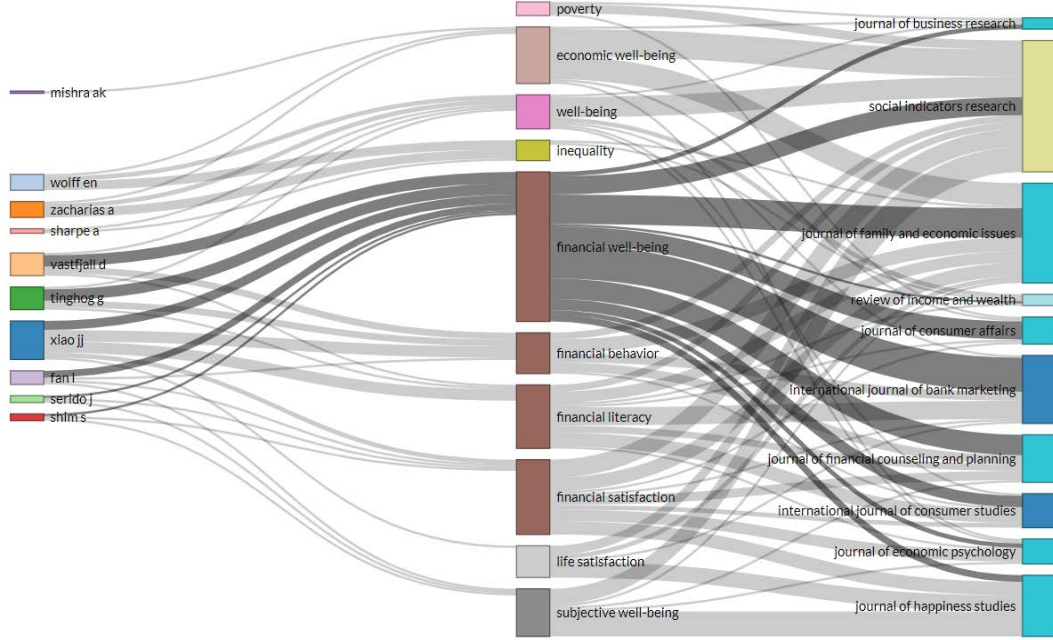 mishra ak
wolff en
zacharias a
sharpe a
vastfjall d
tinghog g
xiao jj
fan l
serido j
shim s
poverty
economic well-being
well-being
inequality
financial well-being
financial behavior
financial literacy
financial satisfaction
life satisfaction
subjective well-being
journal of business research
social indicators research
journal of family and economic issues
review of income and wealth
journal of consumer affairs
international journal of bank marketing
journal of financial counseling and planning
international journal of consumer studies
journal of economic psychology
journal of happiness studies